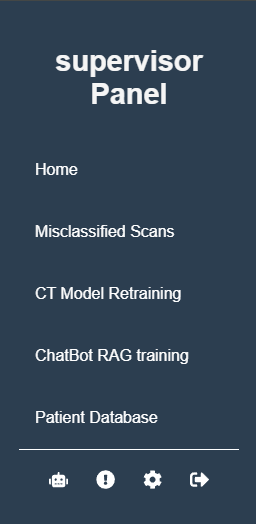 supervisor
Panel
Home
Misclassified Scans
CT Model Retraining
ChatBot RAG training
Patient Database